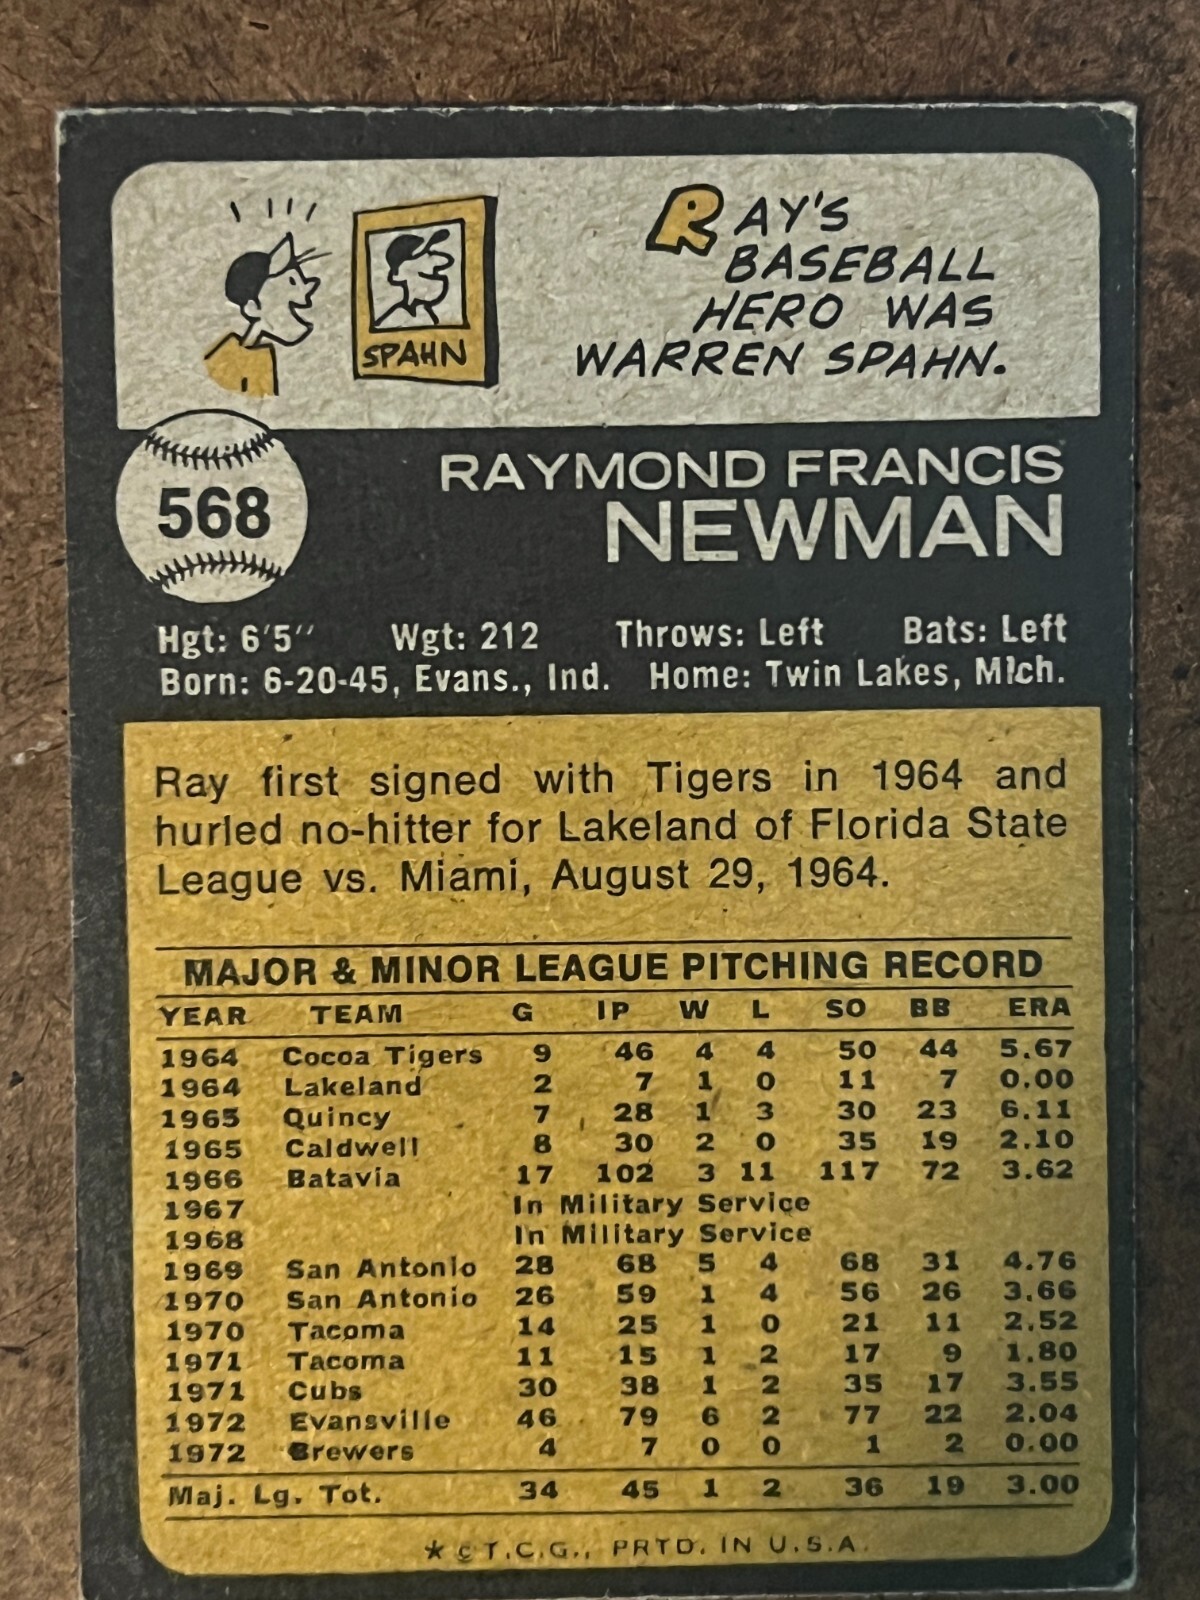 RAY'S
BASEBALL
HERO WAS
WARREN SPAHN.
SPAHN
568
RAYMOND FRANCIS
NEWMAN
Hgt: 6'5" Wgt: 212 Throws: Left Bats: Left
Born: 6-20-45, Evans., Ind. Home: Twin Lakes, Mich.
Ray first signed with Tigers in 1964 and
hurled no-hitter for Lakeland of Florida State
League vs. Miami, August 29, 1964.
MAJOR & MINOR LEAGUE PITCHING RECORD
YEAR TEAM G IP W L SO BB ERA
1964 Cocoa Tigers 9 46 4 4 50 44 5.67
1964 Lakeland 2 7 1 0 11 7 0.00
1965 Quincy 7 28 1 3 30 23 6.11
1965 Caldwell 8 30 2 0 35 19 2.10
1966 Batavia 17 102 3 11 117 72 3.62
1967 In Military Service
1968 In Military Service
1969 San Antonio 28 68 5 4 68 31 4.76
1970 San Antonio 26 59 1 4 56 26 3.66
1970 Tacoma 14 25 1 0 21 11 2.52
1971 Tacoma 11 15 1 2 17 9 1.80
1971 Cubs 30 38 1 2 35 17 3.55
1972 Evansville 46 79 6 2 77 22 2.04
1972 Brewers 4 7 0 0 1 2 0.00
Maj. Lg. Tot. 34 45 1 2 36 19 3.00
★ © T.C.G., PRTD. IN U.S.A.